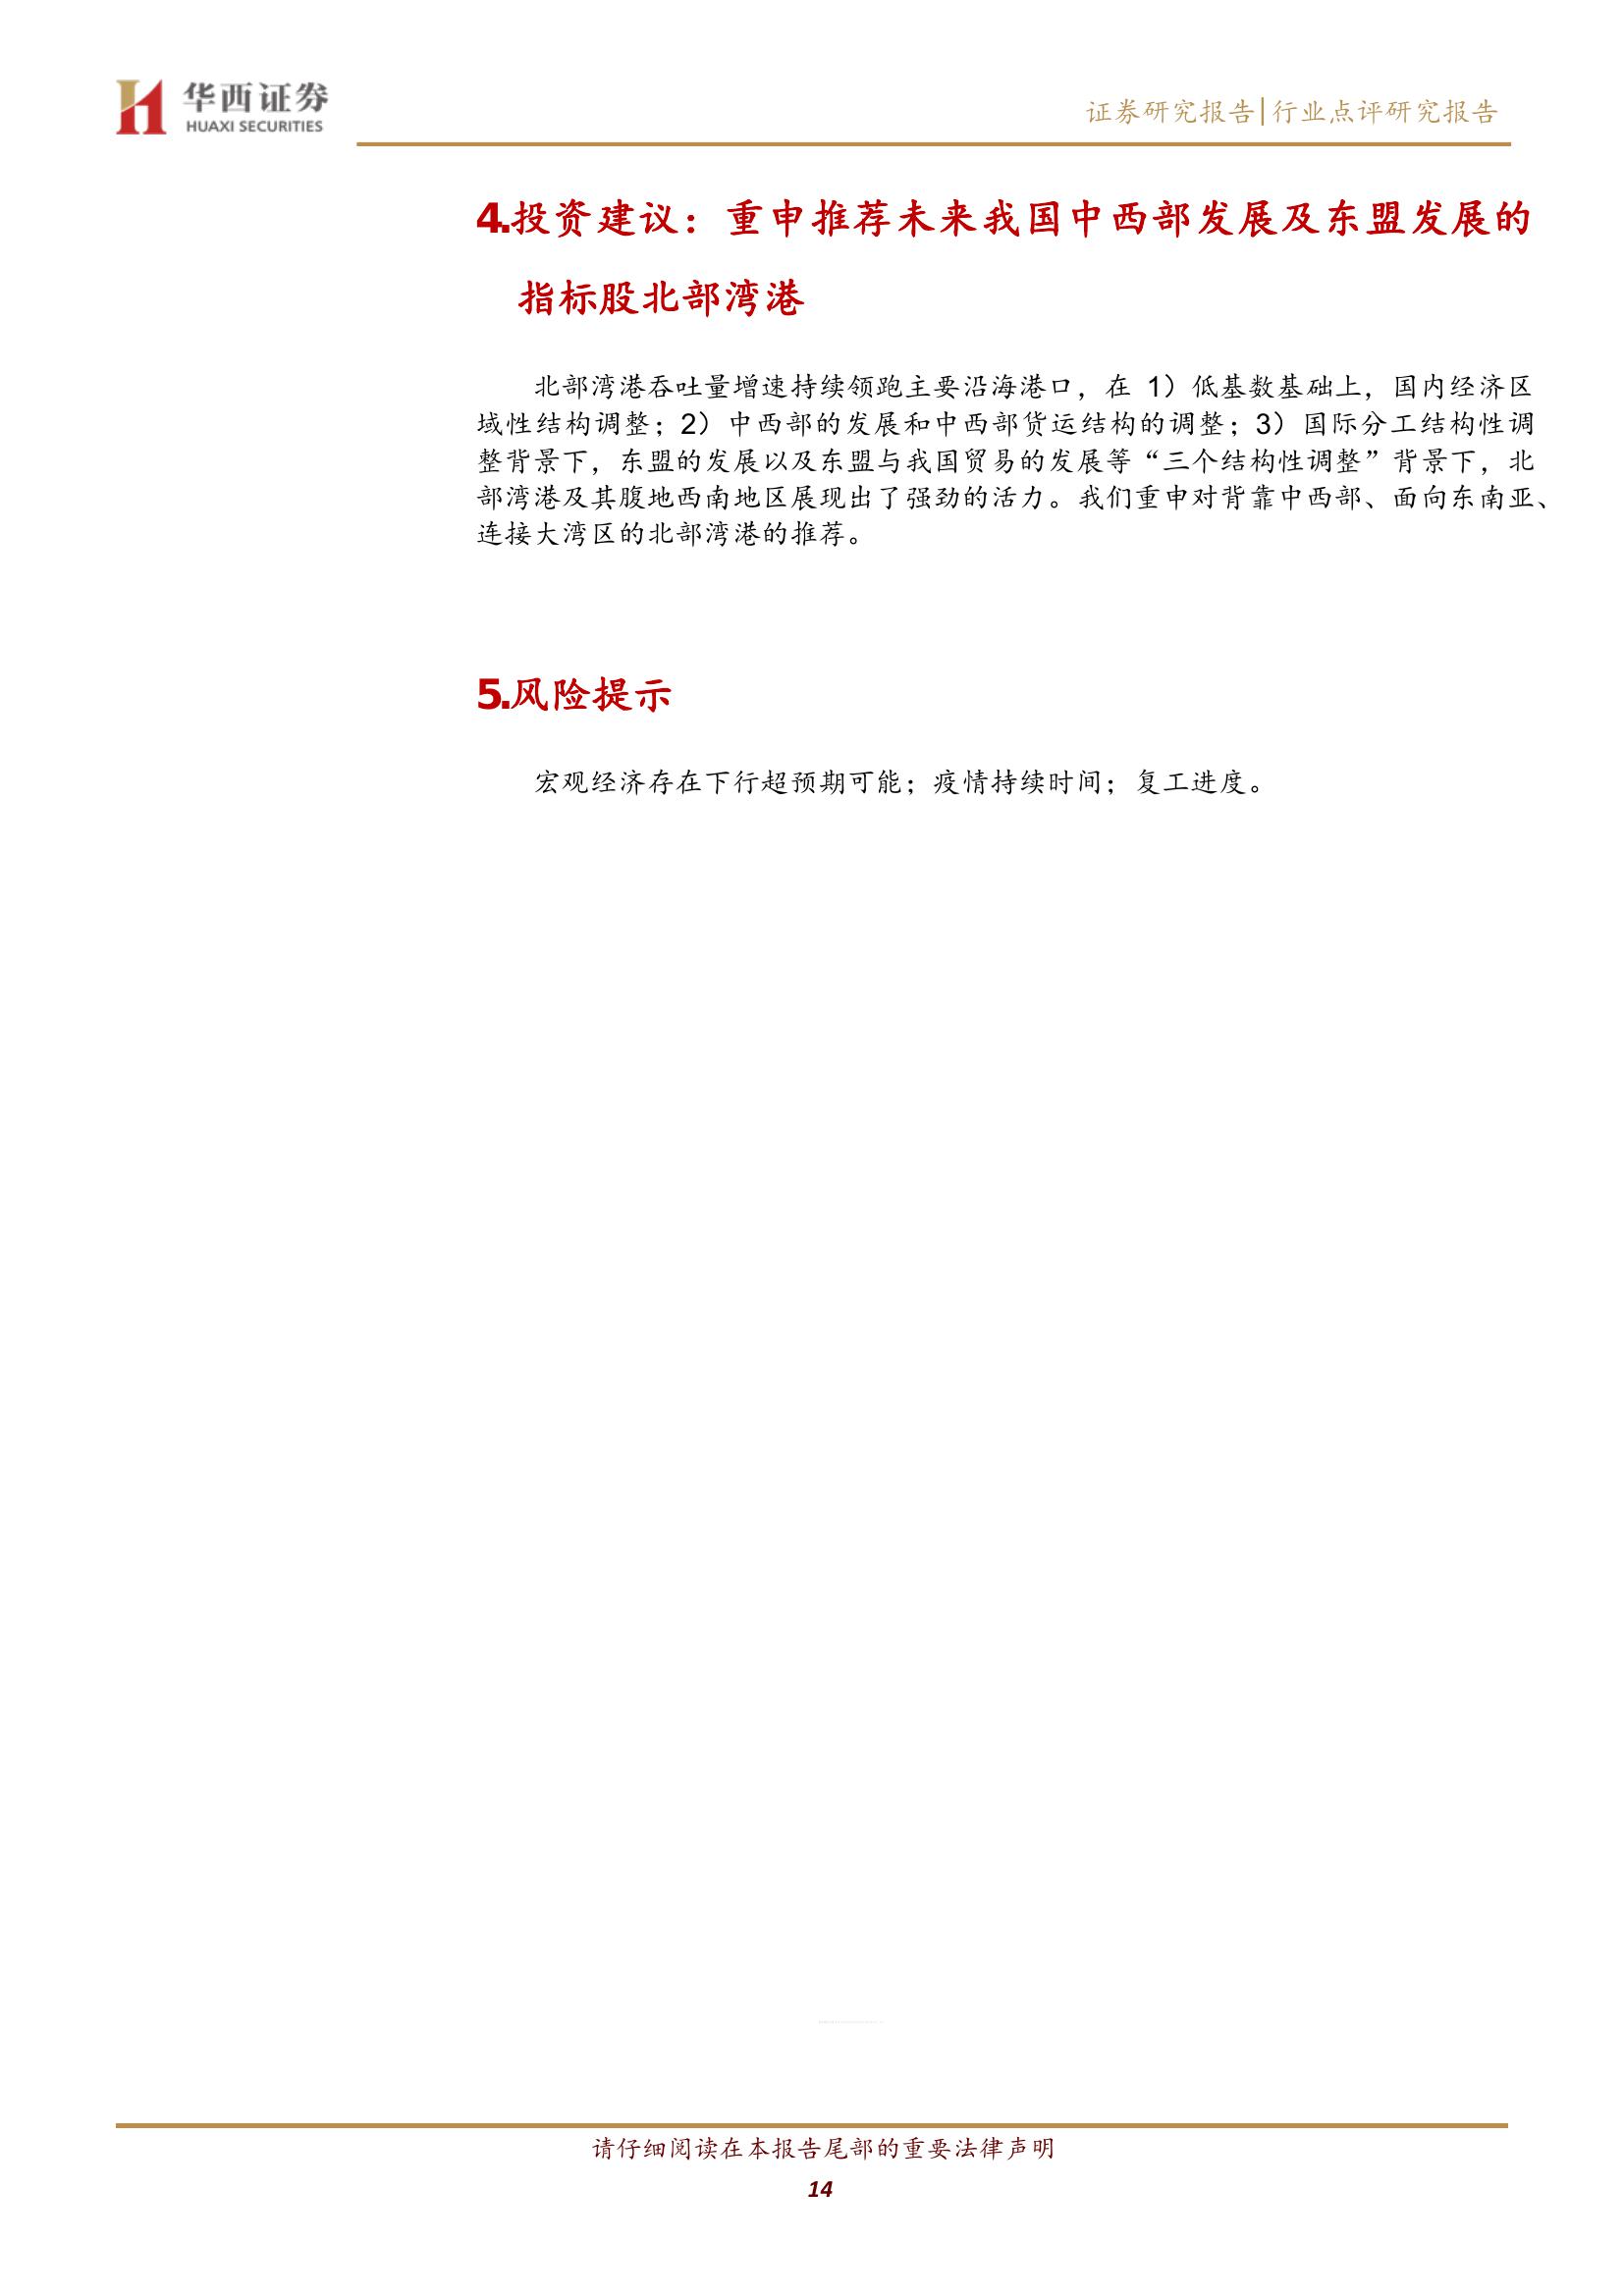 华西证券
HUAXI SECURITIES
证券研究报告|行业点评研究报告
4.投资建议：重申推荐未来我国中西部发展及东盟发展的
指标股北部湾港
北部湾港吞吐量增速持续领跑主要沿海港口，在 1）低基数基础上，国内经济区
域性结构调整；2）中西部的发展和中西部货运结构的调整；3）国际分工结构性调
整背景下，东盟的发展以及东盟与我国贸易的发展等“三个结构性调整”背景下，北
部湾港及其腹地西南地区展现出了强劲的活力。我们重申对背靠中西部、面向东南亚、
连接大湾区的北部湾港的推荐。
5.风险提示
宏观经济存在下行超预期可能；疫情持续时间；复工进度。
请仔细阅读在本报告尾部的重要法律声明
14